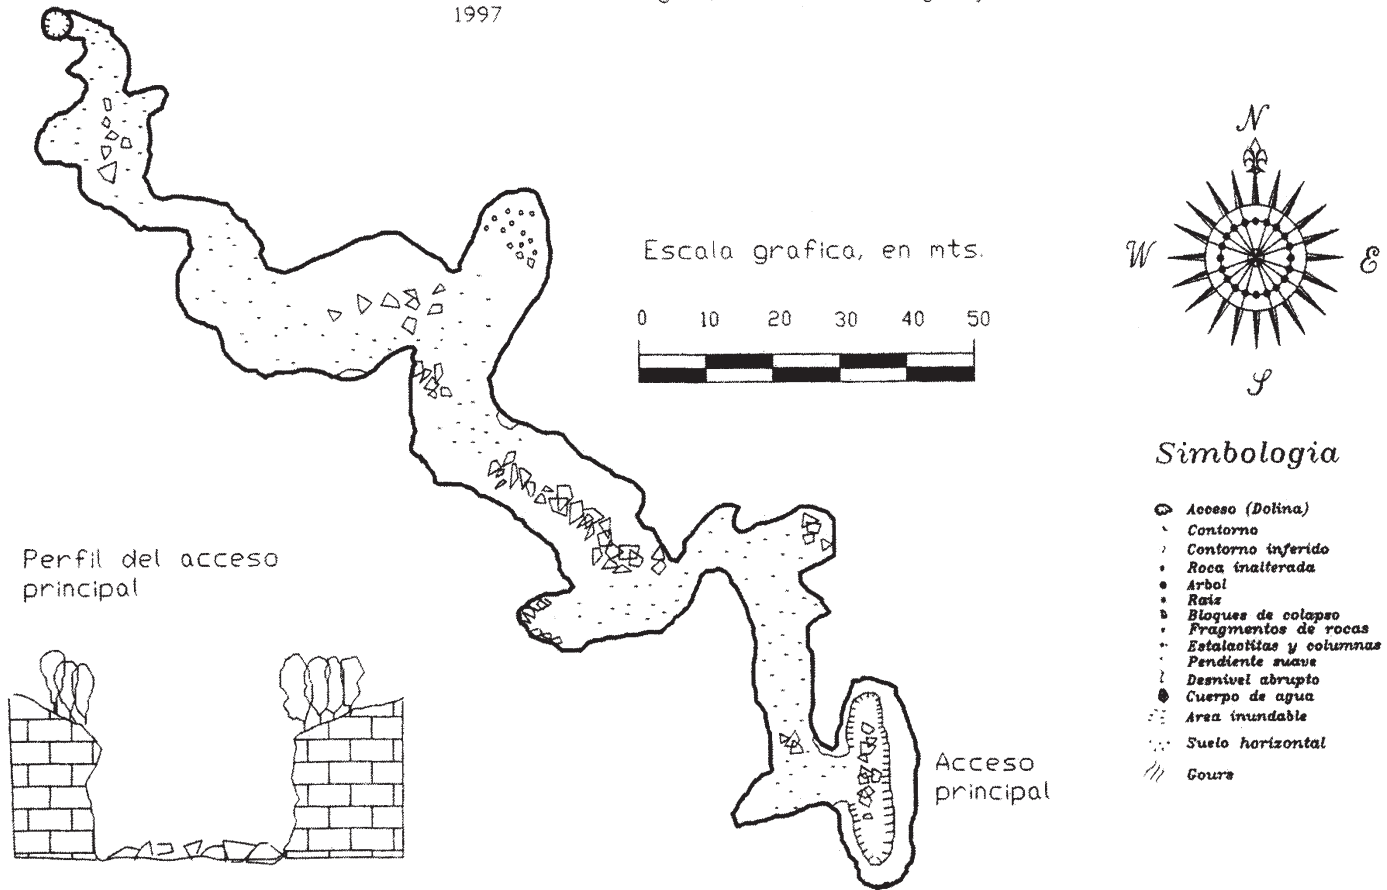 1997
N
W
E
S
Escala grafica, en mts.
0 10 20 30 40 50
Simbologia
Acceso (Dolina)
Contorno
Contorno inferido
Roca inalterada
Arbol
Raiz
Bloques de colapso
Fragmentos de rocas
Estalactitas y columnas
Pendiente suave
Desnivel abrupto
Cuerpo de agua
Area inundable
Suelo horizontal
Gours
Perfil del acceso
principal
Acceso
principal